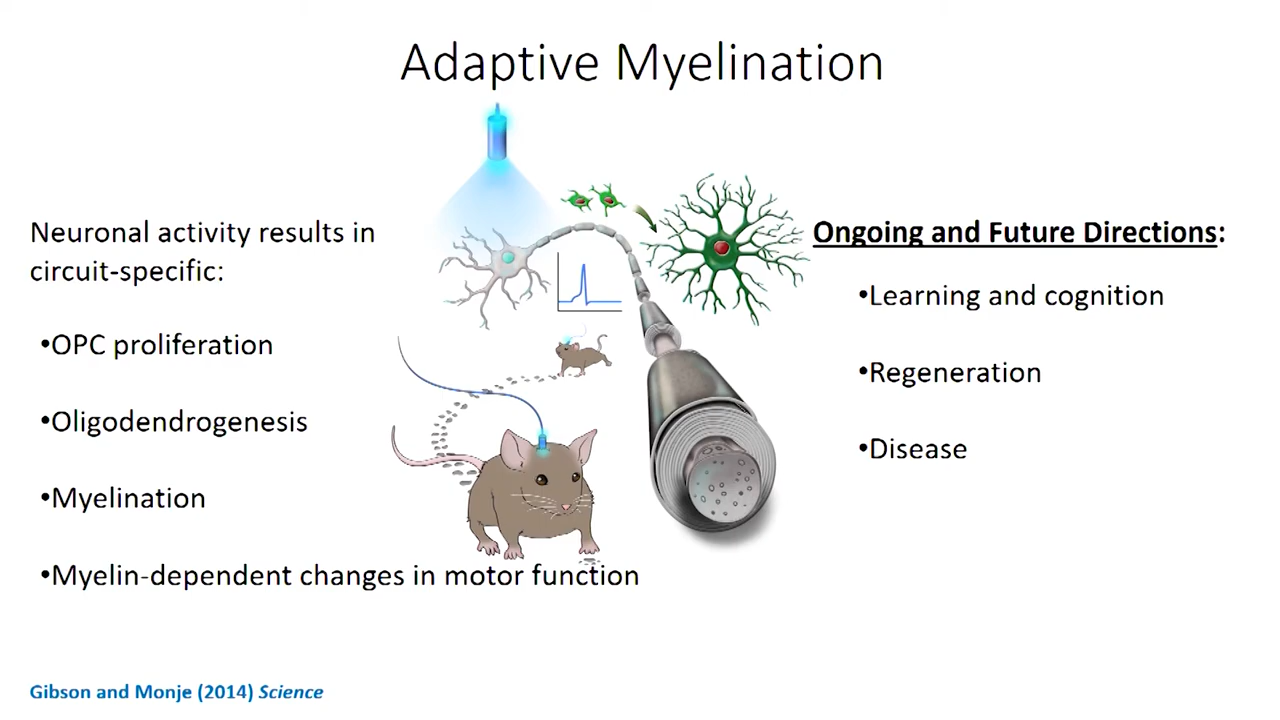 Adaptive Myelination
Neuronal activity results in
circuit-specific:
•OPC proliferation
•Oligodendrogenesis
•Myelination
•Myelin-dependent changes in motor function
Ongoing and Future Directions:
•Learning and cognition
•Regeneration
•Disease
Gibson and Monje (2014) Science